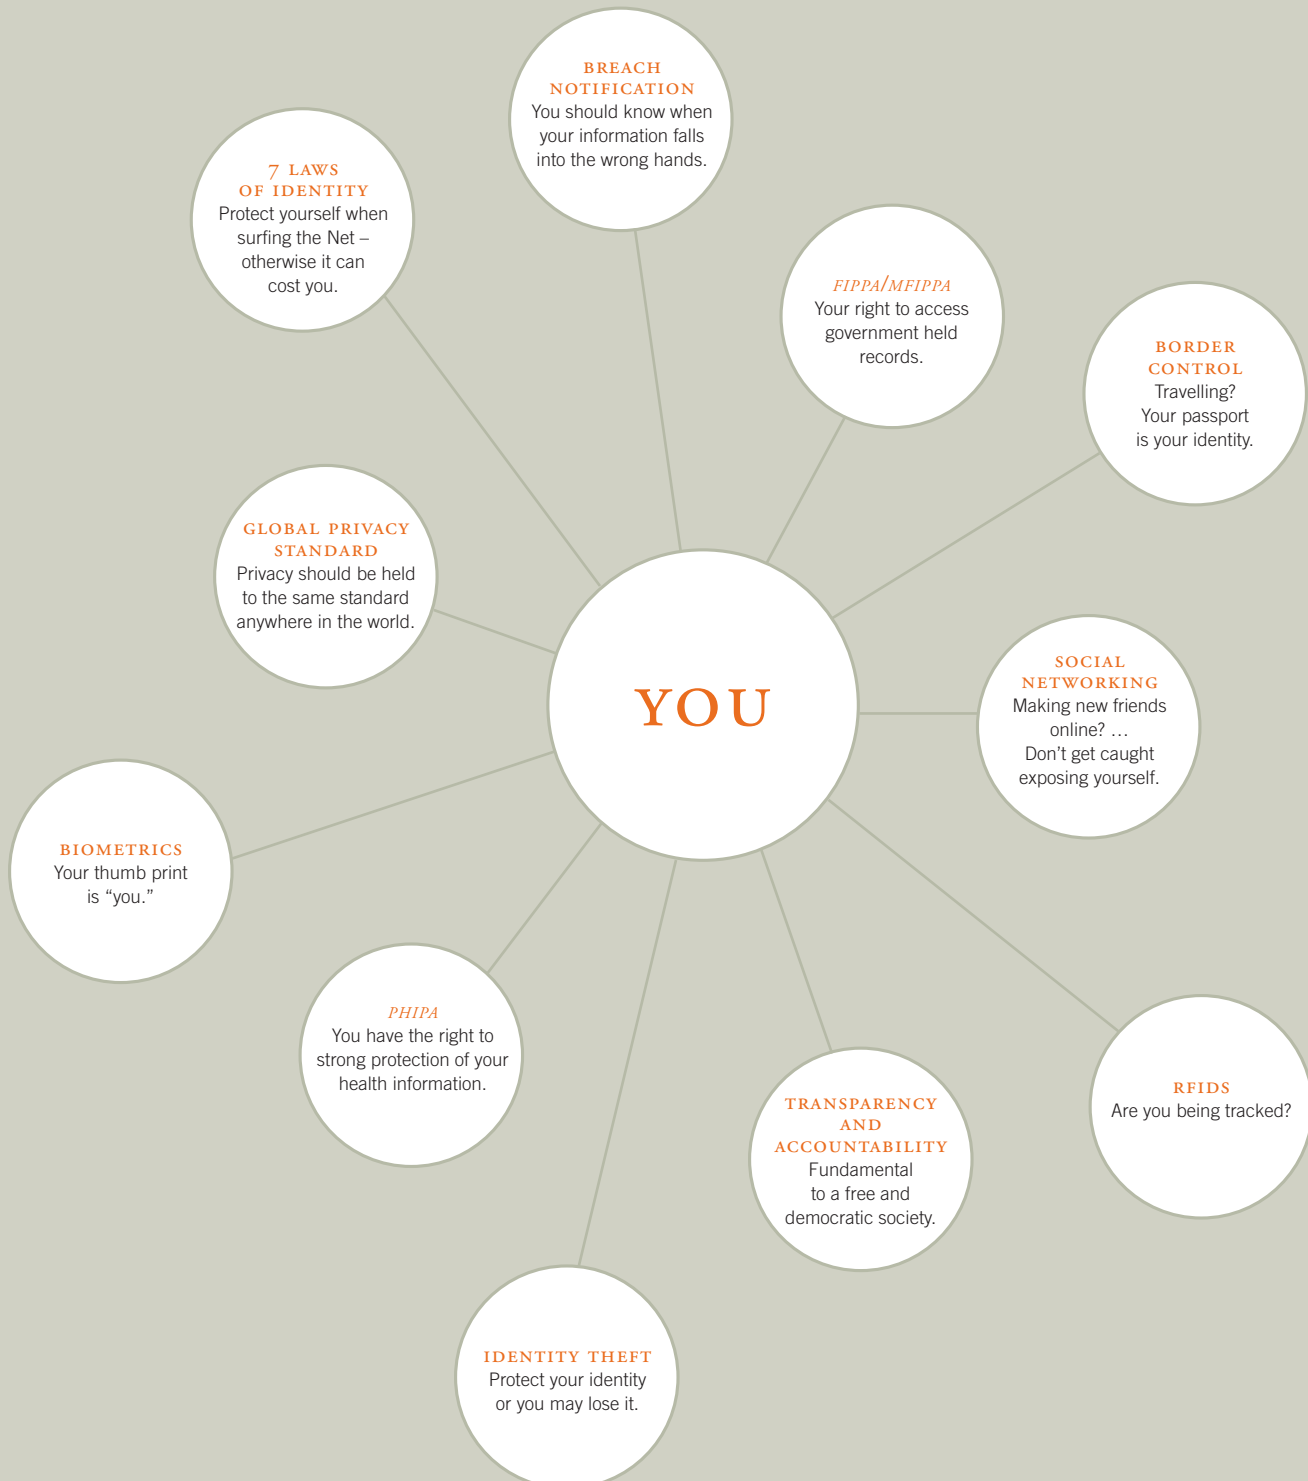 BREACH
NOTIFICATION
You should know when
your information falls
into the wrong hands.
7 LAWS
OF IDENTITY
Protect yourself when
surfing the Net –
otherwise it can
cost you.
FIPPA/MFIPPA
Your right to access
government held
records.
BORDER
CONTROL
Travelling?
Your passport
is your identity.
GLOBAL PRIVACY
STANDARD
Privacy should be held
to the same standard
anywhere in the world.
YOU
SOCIAL
NETWORKING
Making new friends
online? …
Don’t get caught
exposing yourself.
BIOMETRICS
Your thumb print
is “you.”
PHIPA
You have the right to
strong protection of your
health information.
TRANSPARENCY
AND
ACCOUNTABILITY
Fundamental
to a free and
democratic society.
RFIDS
Are you being tracked?
IDENTITY THEFT
Protect your identity
or you may lose it.